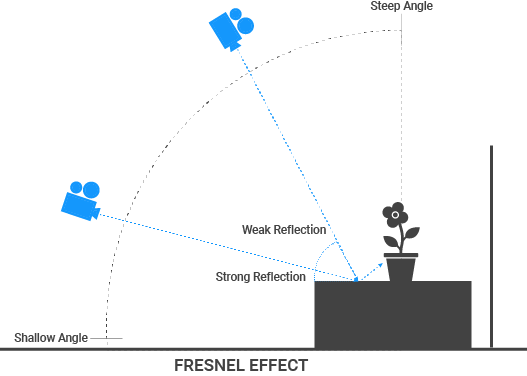 Steep Angle
Weak Reflection
Strong Reflection
Shallow Angle
FRESNEL EFFECT